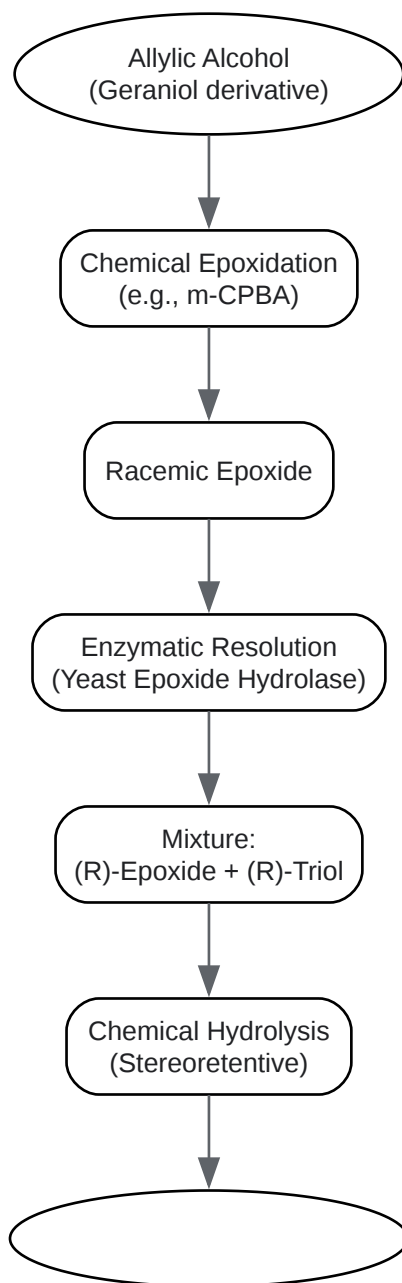 Allylic Alcohol
(Geraniol derivative)
Chemical Epoxidation
(e.g., m-CPBA)
Racemic Epoxide
Enzymatic Resolution
(Yeast Epoxide Hydrolase)
Mixture:
(R)-Epoxide + (R)-Triol
Chemical Hydrolysis
(Stereoretentive)